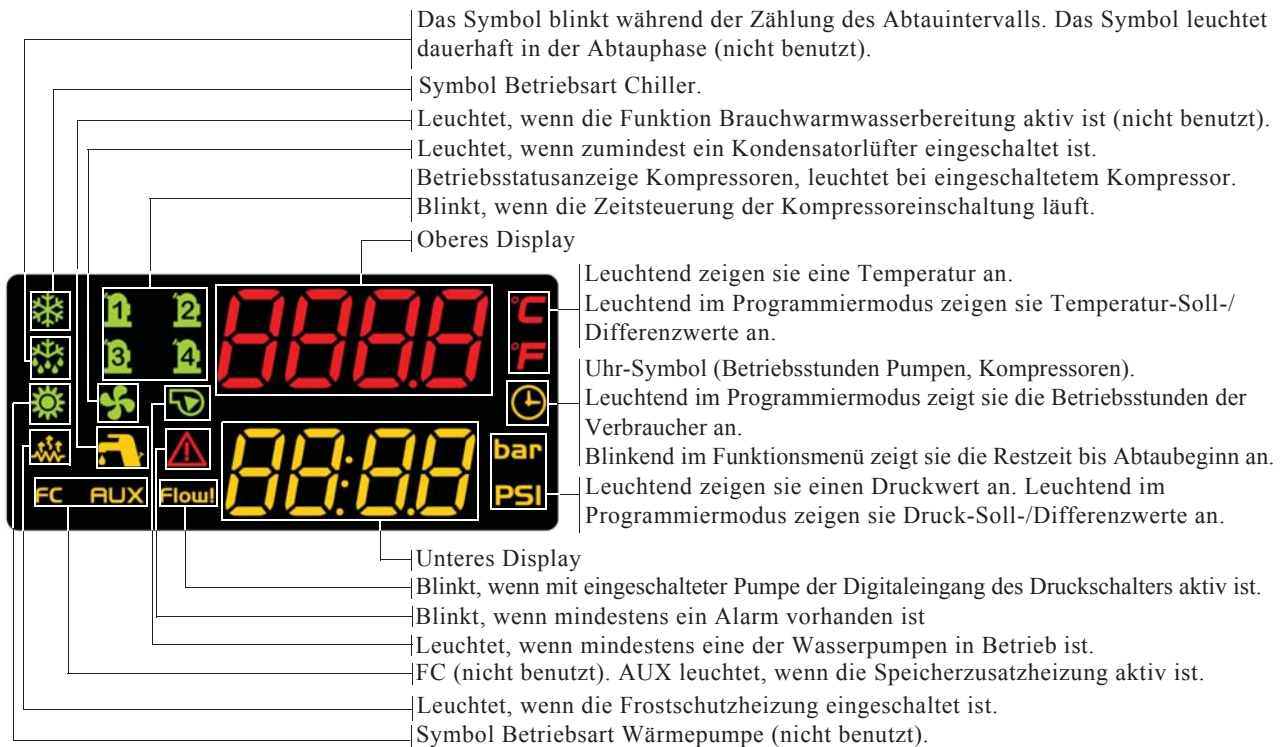 Das Symbol blinkt während der Zählung des Abtauintervalls. Das Symbol leuchtet
dauerhaft in der Abtauphase (nicht benutzt).
Symbol Betriebsart Chiller.
Leuchtet, wenn die Funktion Brauchwarmwasserbereitung aktiv ist (nicht benutzt).
Leuchtet, wenn zumindest ein Kondensatorlüfter eingeschaltet ist.
Betriebsstatusanzeige Kompressoren, leuchtet bei eingeschaltetem Kompressor.
Blinkt, wenn die Zeitsteuerung der Kompressoreinschaltung läuft.
Oberes Display
1 2
3 4
888.8
°C
°F
Leuchtend zeigen sie eine Temperatur an.
Leuchtend im Programmiermodus zeigen sie Temperatur-Soll-/
Differenzwerte an.
Uhr-Symbol (Betriebsstunden Pumpen, Kompressoren).
Leuchtend im Programmiermodus zeigt sie die Betriebsstunden der
Verbraucher an.
Blinkend im Funktionsmenü zeigt sie die Restzeit bis Abtaubeginn an.
FC AUX Flow!
88:8.8
bar
PSI
Leuchtend zeigen sie einen Druckwert an. Leuchtend im
Programmiermodus zeigen sie Druck-Soll-/Differenzwerte an.
Unteres Display
Blinkt, wenn mit eingeschalteter Pumpe der Digitaleingang des Druckschalters aktiv ist.
Blinkt, wenn mindestens ein Alarm vorhanden ist
Leuchtet, wenn mindestens eine der Wasserpumpen in Betrieb ist.
FC (nicht benutzt). AUX leuchtet, wenn die Speicherzusatzheizung aktiv ist.
Leuchtet, wenn die Frostschutzheizung eingeschaltet ist.
Symbol Betriebsart Wärmepumpe (nicht benutzt).